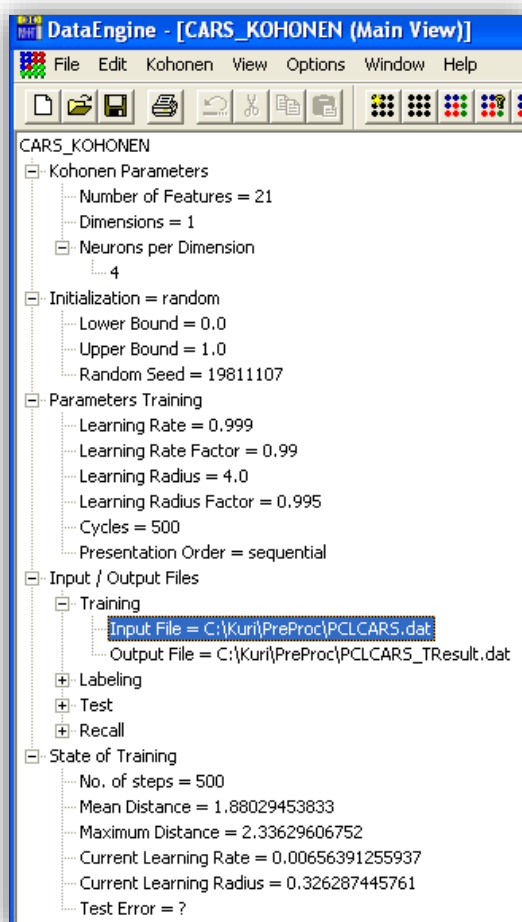 DataEngine - [CARS_KOHONEN (Main View)]
File Edit Kohonen View Options Window Help
CARS_KOHONEN
Kohonen Parameters
Number of Features = 21
Dimensions = 1
Neurons per Dimension
4
Initialization = random
Lower Bound = 0.0
Upper Bound = 1.0
Random Seed = 19811107
Parameters Training
Learning Rate = 0.999
Learning Rate Factor = 0.99
Learning Radius = 4.0
Learning Radius Factor = 0.995
Cycles = 500
Presentation Order = sequential
Input / Output Files
Training
Input File = C:\Kuri\PreProc\PCLCARS.dat
Output File = C:\Kuri\PreProc\PCLCARS_TResult.dat
Labeling
Test
Recall
State of Training
No. of steps = 500
Mean Distance = 1.88029453833
Maximum Distance = 2.33629606752
Current Learning Rate = 0.00656391255937
Current Learning Radius = 0.326287445761
Test Error = ?